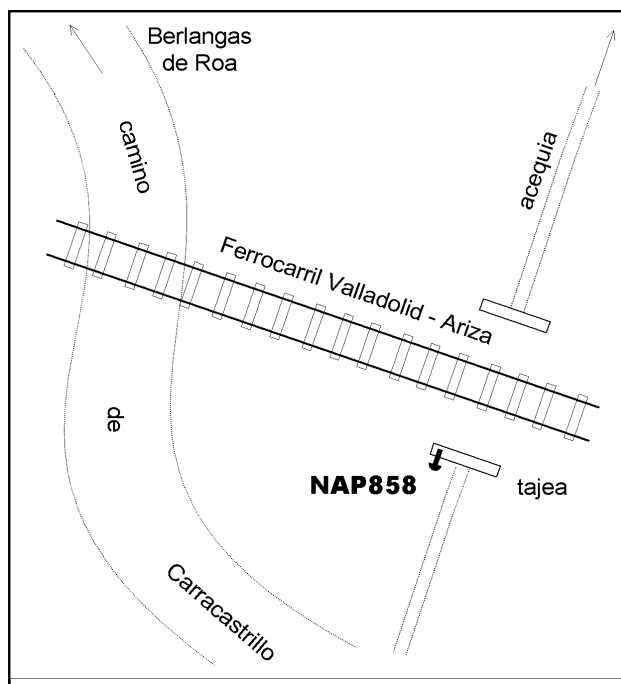 Berlangas
de Roa
camino
acequia
Ferrocarril Valladolid - Ariza
de
NAP858
tajea
Carracastrillo